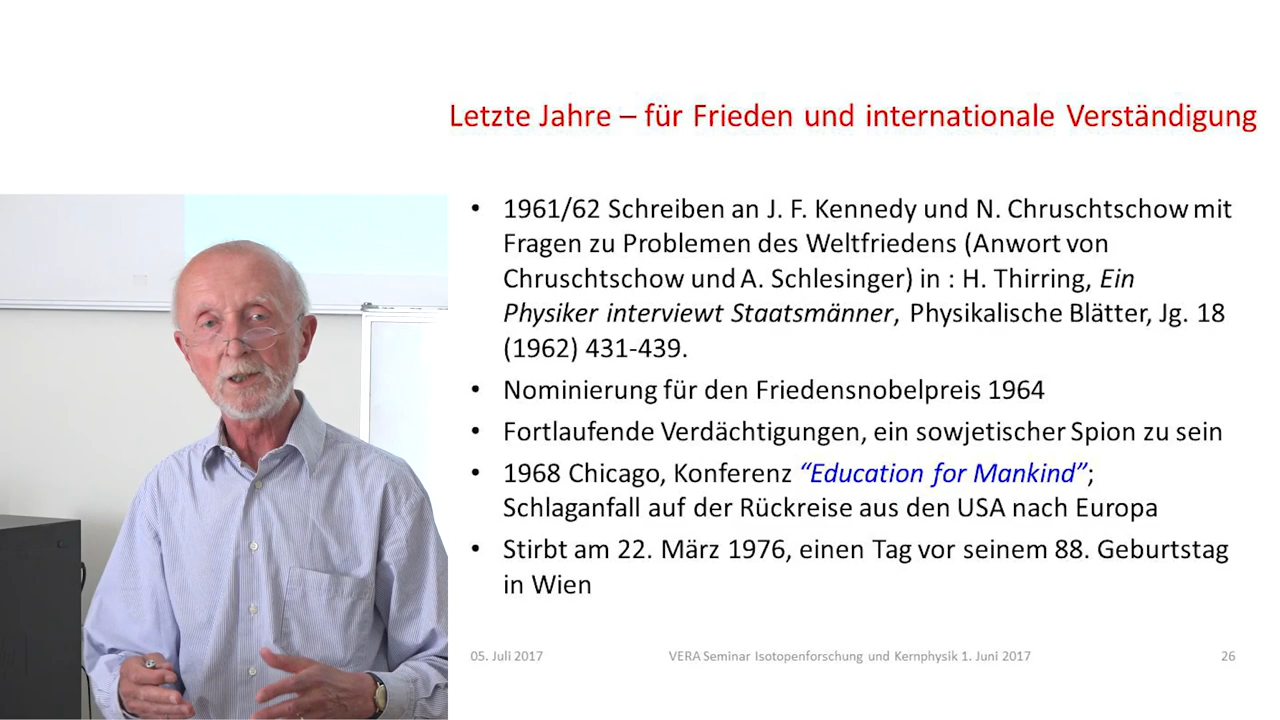 Letzte Jahre – für Frieden und internationale Verständigung
• 1961/62 Schreiben an J. F. Kennedy und N. Chruschtschow mit
Fragen zu Problemen des Weltfriedens (Anwort von
Chruschtschow und A. Schlesinger) in : H. Thirring, Ein
Physiker interviewt Staatsmänner, Physikalische Blätter, Jg. 18
(1962) 431-439.
• Nominierung für den Friedensnobelpreis 1964
• Fortlaufende Verdächtigungen, ein sowjetischer Spion zu sein
• 1968 Chicago, Konferenz “Education for Mankind”;
Schlaganfall auf der Rückreise aus den USA nach Europa
• Stirbt am 22. März 1976, einen Tag vor seinem 88. Geburtstag
in Wien
05. Juli 2017 VERA Seminar Isotopenforschung und Kernphysik 1. Juni 2017 26